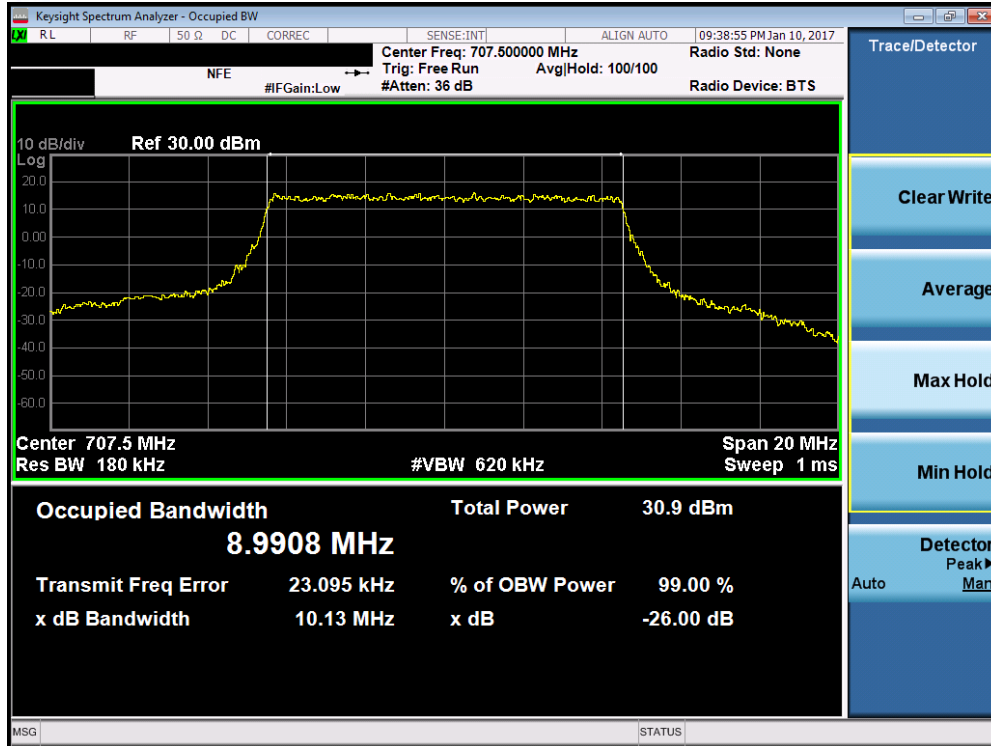 Keysight Spectrum Analyzer - Occupied BW
LXI RL RF 50 Ω DC CORREC SENSE:INT ALIGN AUTO 09:38:55 PM Jan 10, 2017
Center Freq: 707.500000 MHz Radio Std: None
NFE Trig: Free Run Avg|Hold: 100/100
#IFGain:Low #Atten: 36 dB Radio Device: BTS
10 dB/div Ref 30.00 dBm
Log
20.0
10.0
0.00
-10.0
-20.0
-30.0
-40.0
-50.0
-60.0
Center 707.5 MHz Span 20 MHz
Res BW 180 kHz #VBW 620 kHz Sweep 1 ms
Occupied Bandwidth Total Power 30.9 dBm
8.9908 MHz
Transmit Freq Error 23.095 kHz % of OBW Power 99.00 %
x dB Bandwidth 10.13 MHz x dB -26.00 dB
MSG STATUS
Trace/Detector
Clear Write
Average
Max Hold
Min Hold
Detector
Peak▶
Auto Man